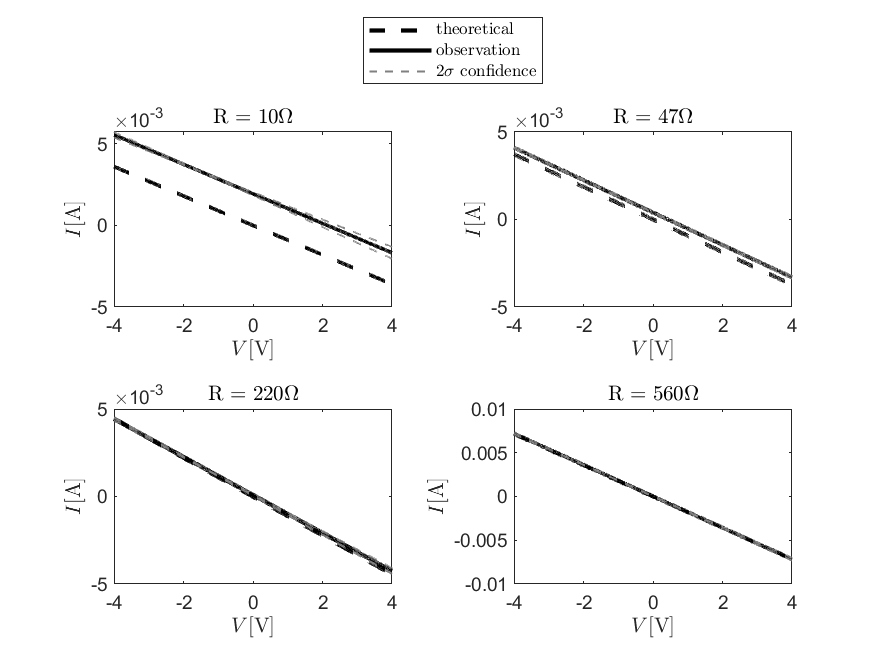 theoretical
observation
2σ confidence
×10⁻³
R = 10Ω
5
0
-5
-4 -2 0 2 4
I[A]
V[V]
×10⁻³
R = 47Ω
5
0
-5
-4 -2 0 2 4
I[A]
V[V]
×10⁻³
R = 220Ω
5
0
-5
-4 -2 0 2 4
I[A]
V[V]
R = 560Ω
0.01
0.005
0
-0.005
-0.01
-4 -2 0 2 4
I[A]
V[V]